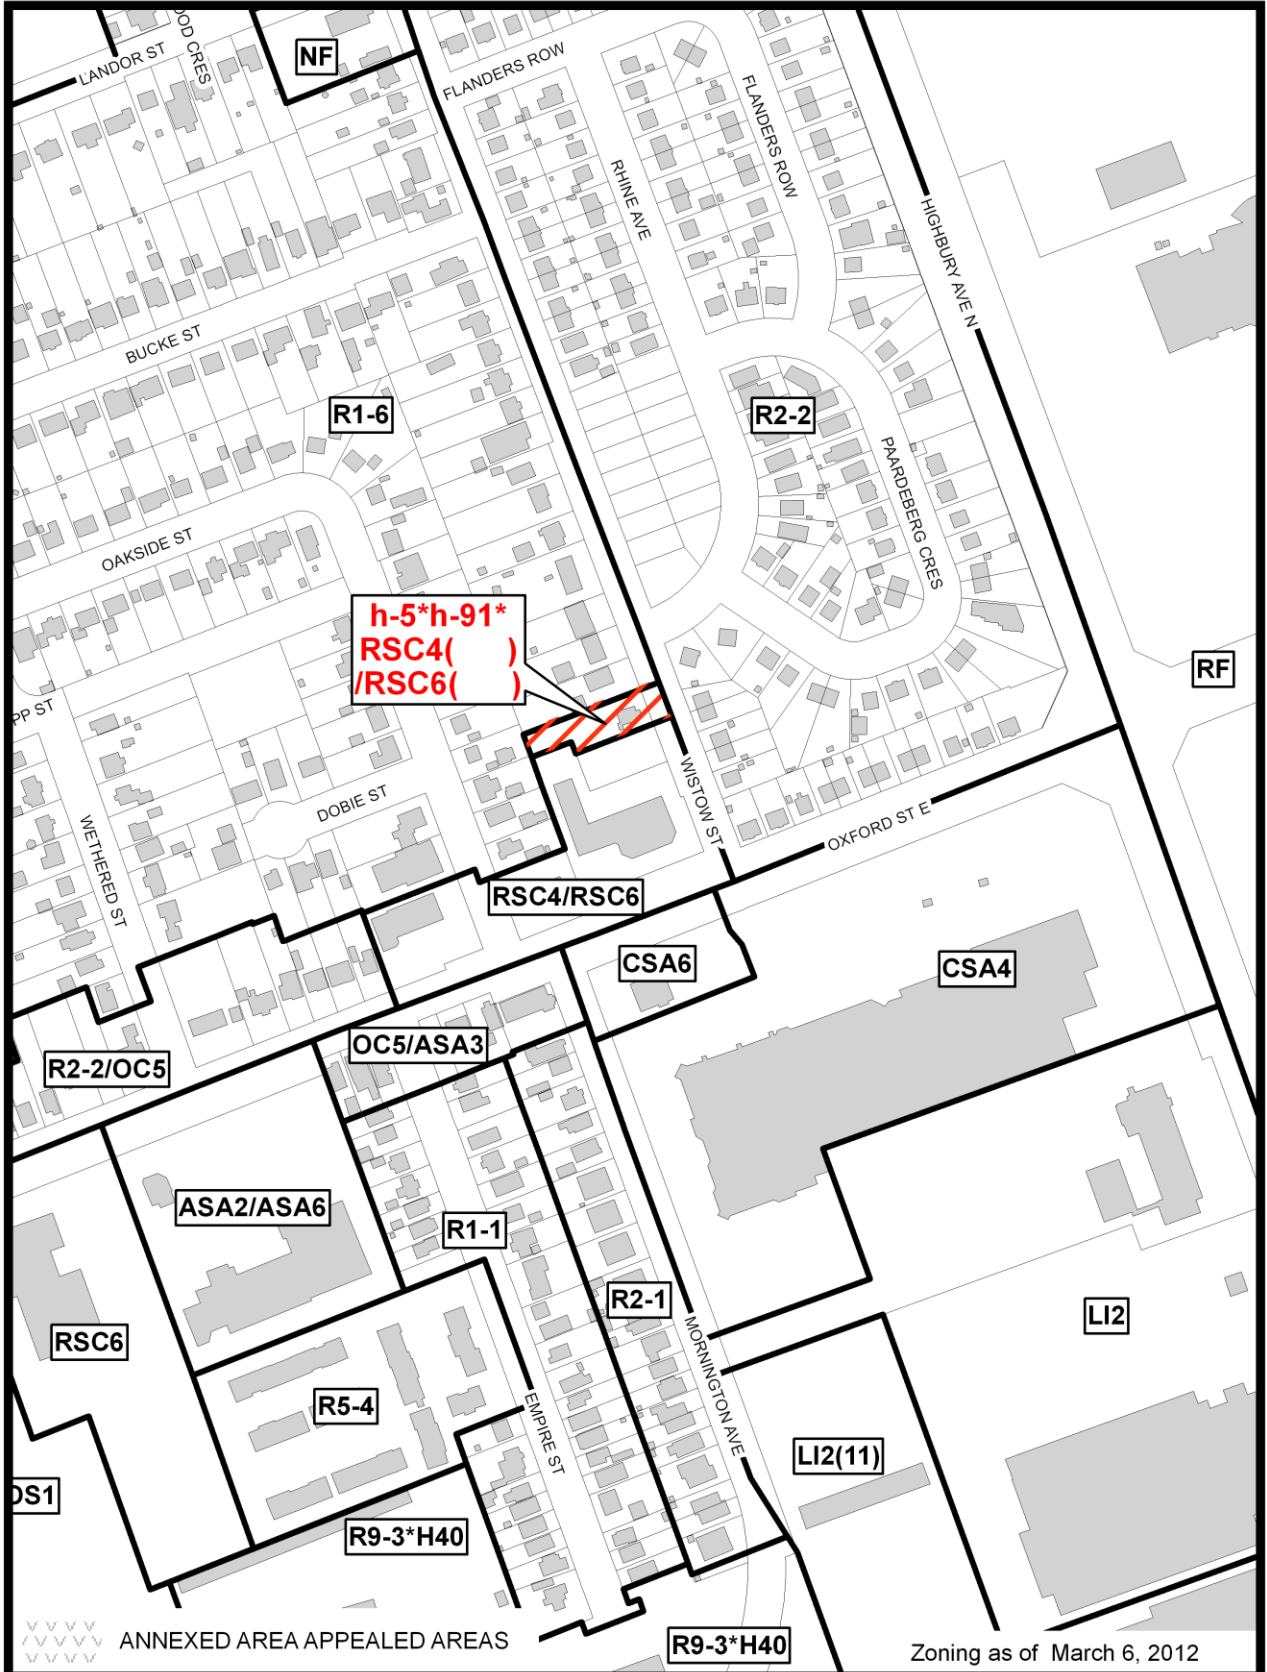 LANDOR ST
OOD CRES
NF
FLANDERS ROW
FLANDERS ROW
RHINE AVE
HIGHBURY AVE N
BUCKE ST
R1-6
R2-2
PAARDEBERG CRES
OAKSIDE ST
h-5*h-91*
RSC4( )
/RSC6( )
RF
PP ST
WISTOW ST
DOBIE ST
WETHERED ST
OXFORD ST E
RSC4/RSC6
CSA6
CSA4
OC5/ASA3
R2-2/OC5
ASA2/ASA6
R1-1
R2-1
LI2
RSC6
MORNINGTON AVE
R5-4
EMPIRE ST
LI2(11)
OS1
R9-3*H40
ANNEXED AREA APPEALED AREAS
R9-3*H40
Zoning as of March 6, 2012